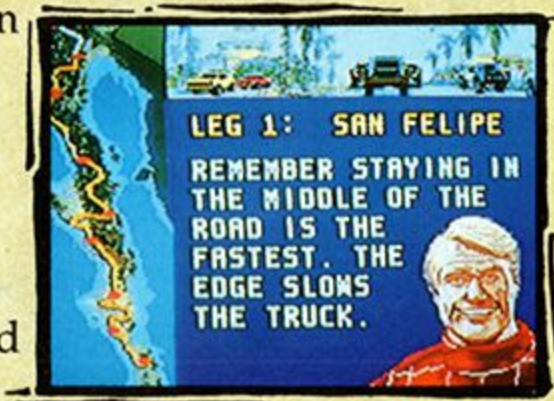 n
LEG 1: SAN FELIPE
REMEMBER STAYING IN
THE MIDDLE OF THE
ROAD IS THE
FASTEST. THE
EDGE SLOWS
THE TRUCK.
d